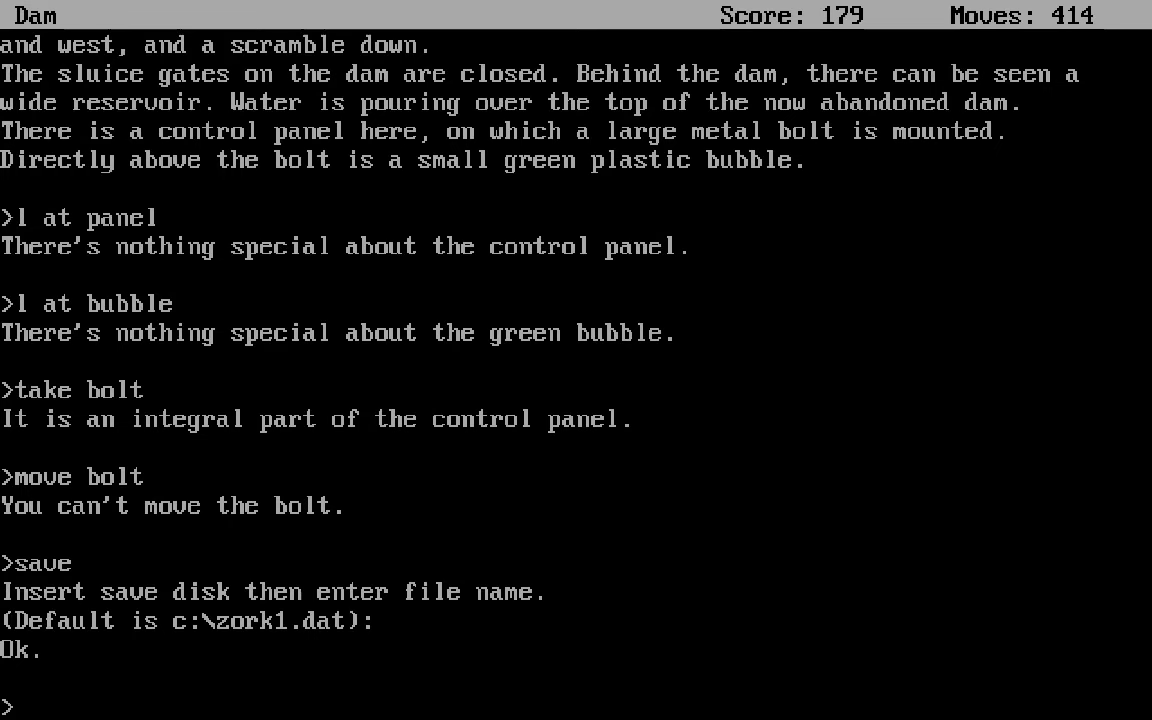 Dam Score: 179 Moves: 414
and west, and a scramble down.
The sluice gates on the dam are closed. Behind the dam, there can be seen a
wide reservoir. Water is pouring over the top of the now abandoned dam.
There is a control panel here, on which a large metal bolt is mounted.
Directly above the bolt is a small green plastic bubble.
>l at panel
There's nothing special about the control panel.
>l at bubble
There's nothing special about the green bubble.
>take bolt
It is an integral part of the control panel.
>move bolt
You can't move the bolt.
>save
Insert save disk then enter file name.
(Default is c:\zork1.dat):
Ok.
>